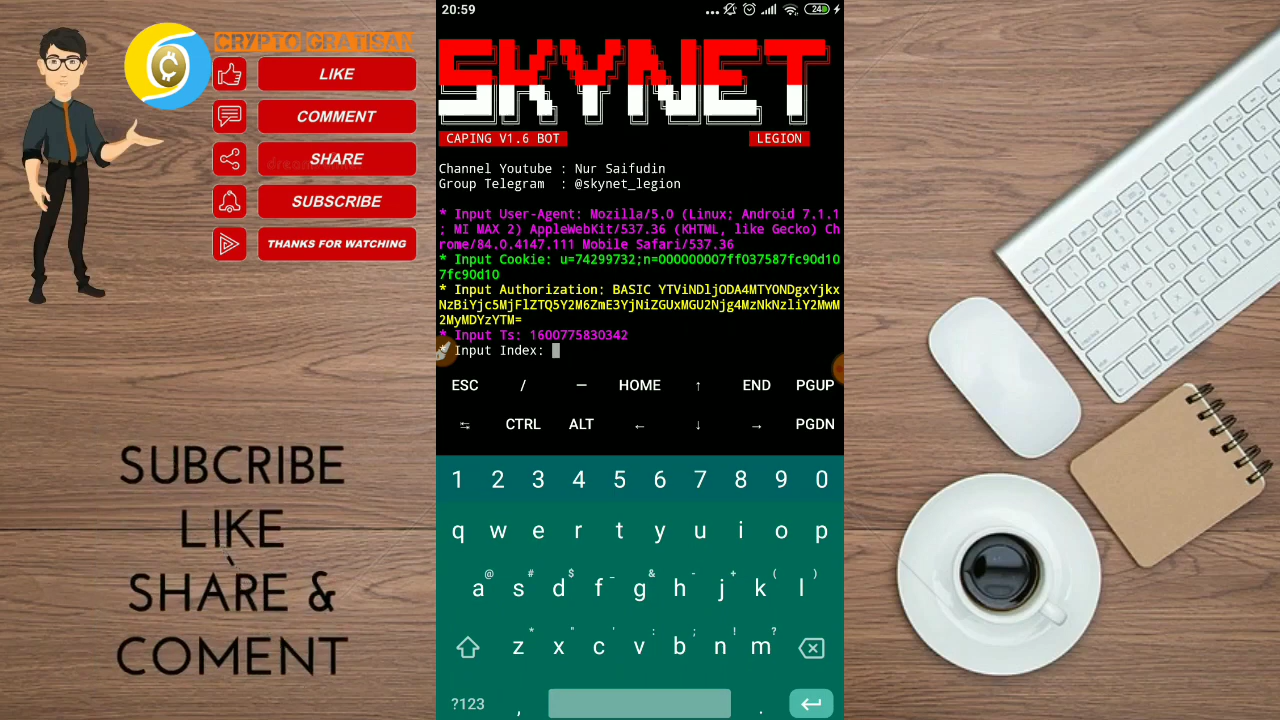 CRYPTO GRATISAN
LIKE
COMMENT
SHARE
SUBSCRIBE
THANKS FOR WATCHING
SUBCRIBE
LIKE
SHARE &
COMENT
20:59
24
SKYNET
CAPING V1.6 BOT LEGION
Channel Youtube : Nur Saifudin
Group Telegram : @skynet_legion
* Input User-Agent: Mozilla/5.0 (Linux; Android 7.1.1
; MI MAX 2) AppleWebKit/537.36 (KHTML, like Gecko) Ch
rome/84.0.4147.111 Mobile Safari/537.36
* Input Cookie: u=74299732;n=000000007ff037587fc90d10
7fc90d10
* Input Authorization: BASIC YTViNDljODA4MTY0NDgxYjkx
NzBiYjc5MjFlZTQ5Y2M6ZmE3YjNiZGUxMGU2Njg4MzNkNzliY2MwM
2MyMDYzYTM=
* Input Ts: 1600775830342
* Input Index:
ESC / — HOME ↑ END PGUP
⇆ CTRL ALT ← ↓ → PGDN
1 2 3 4 5 6 7 8 9 0
q w e r t y u i o p
@ # $ _ & - + ( )
a s d f g h j k l
* " ' : ; ! ?
z x c v b n m
?123 , .